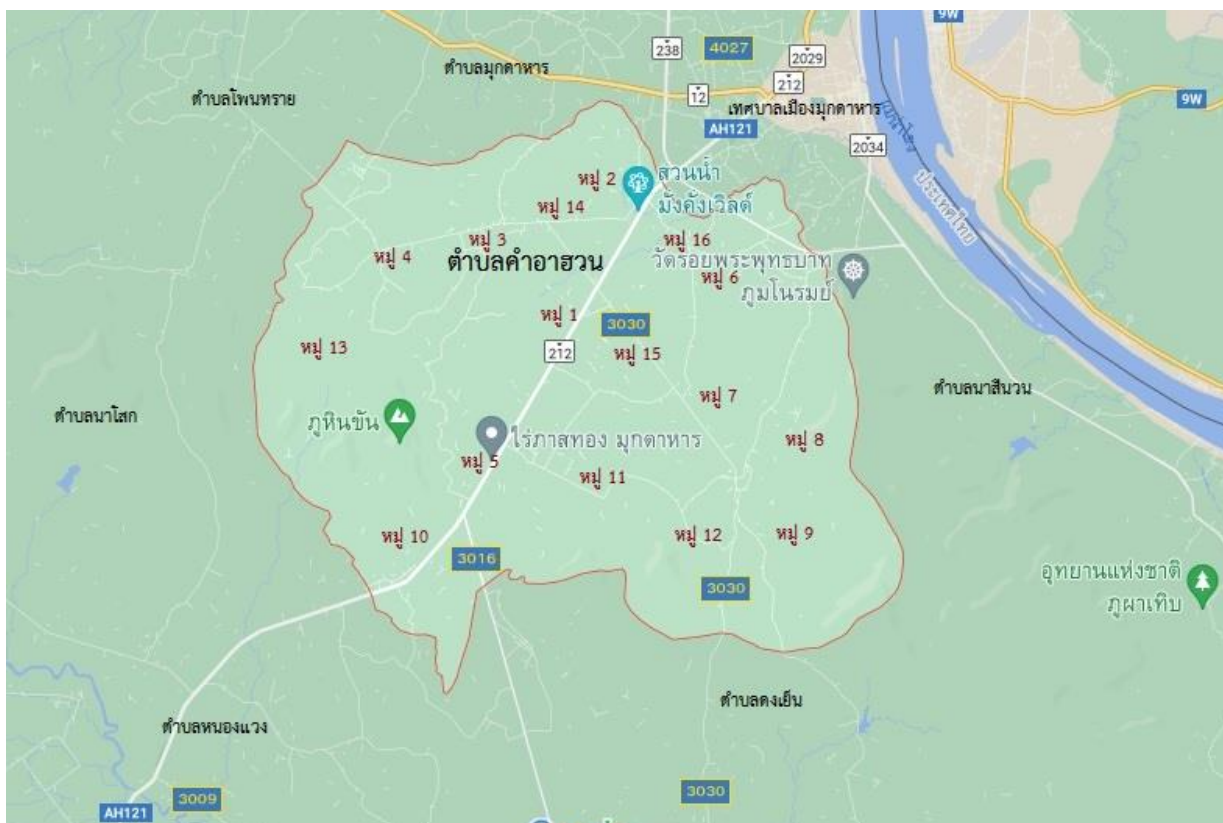 9W
238
4027
2029
ตำบลมุกดาหาร
212
ตำบลโพนทราย
12
9W
เทศบาลเมืองมุกดาหาร
AH121
แม่น้ำโขง
2034
สวนน้ำ
มั่งคั่งเวิลด์
หมู่ 2
ประเทศไทย
หมู่ 14
หมู่ 3
หมู่ 16
หมู่ 4
ตำบลคำอาฮวน
วัดรอยพระพุทธบาท
ภูมโนรมย์
หมู่ 6
หมู่ 1
3030
หมู่ 13
212
หมู่ 15
ตำบลนาสีนวน
หมู่ 7
ตำบลนาโสก
ภูหินขัน
ไร่ภาสทอง มุกดาหาร
หมู่ 8
หมู่ 5
หมู่ 11
หมู่ 10
หมู่ 12
หมู่ 9
3016
อุทยานแห่งชาติ
ภูผาเทิบ
3030
ตำบลดงเย็น
ตำบลหนองแวง
3009
3030
AH121